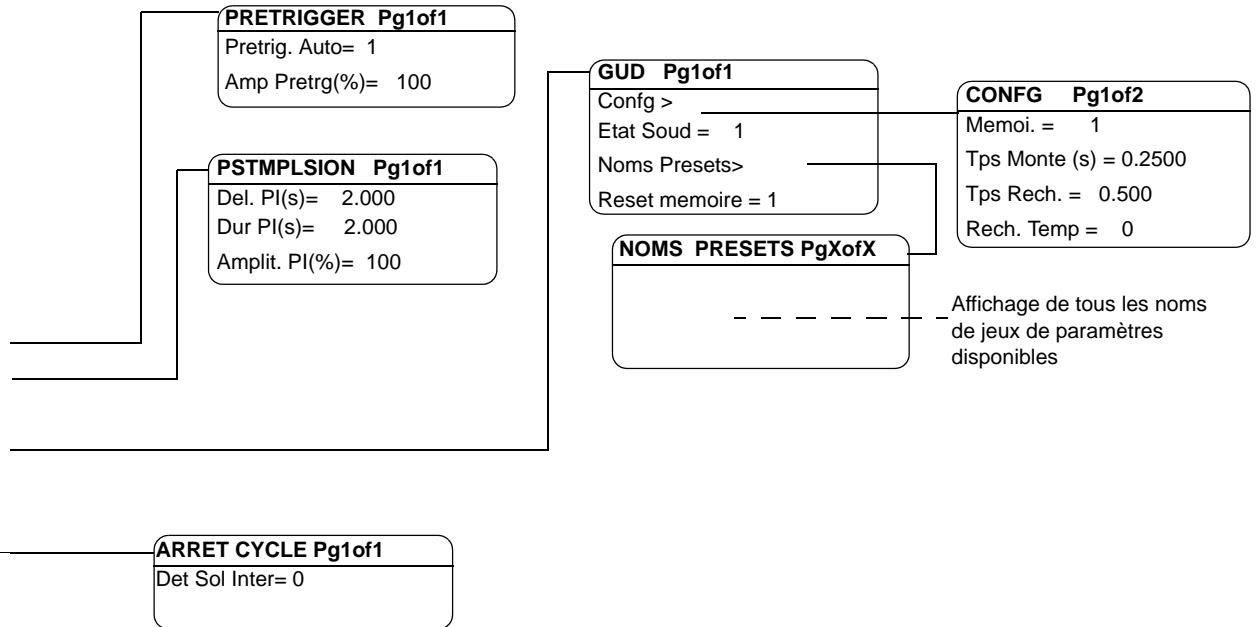 PRETRIGGER Pg1of1
Pretrig. Auto= 1
Amp Pretrg(%)= 100
PSTMPLSION Pg1of1
Del. PI(s)= 2.000
Dur PI(s)= 2.000
Amplit. PI(%)= 100
GUD Pg1of1
Confg >
Etat Soud = 1
Noms Presets>
Reset memoire = 1
CONFG Pg1of2
Memoi. = 1
Tps Monte (s) = 0.2500
Tps Rech. = 0.500
Rech. Temp = 0
NOMS PRESETS PgXofX
Affichage de tous les noms
de jeux de paramètres
disponibles
ARRET CYCLE Pg1of1
Det Sol Inter= 0